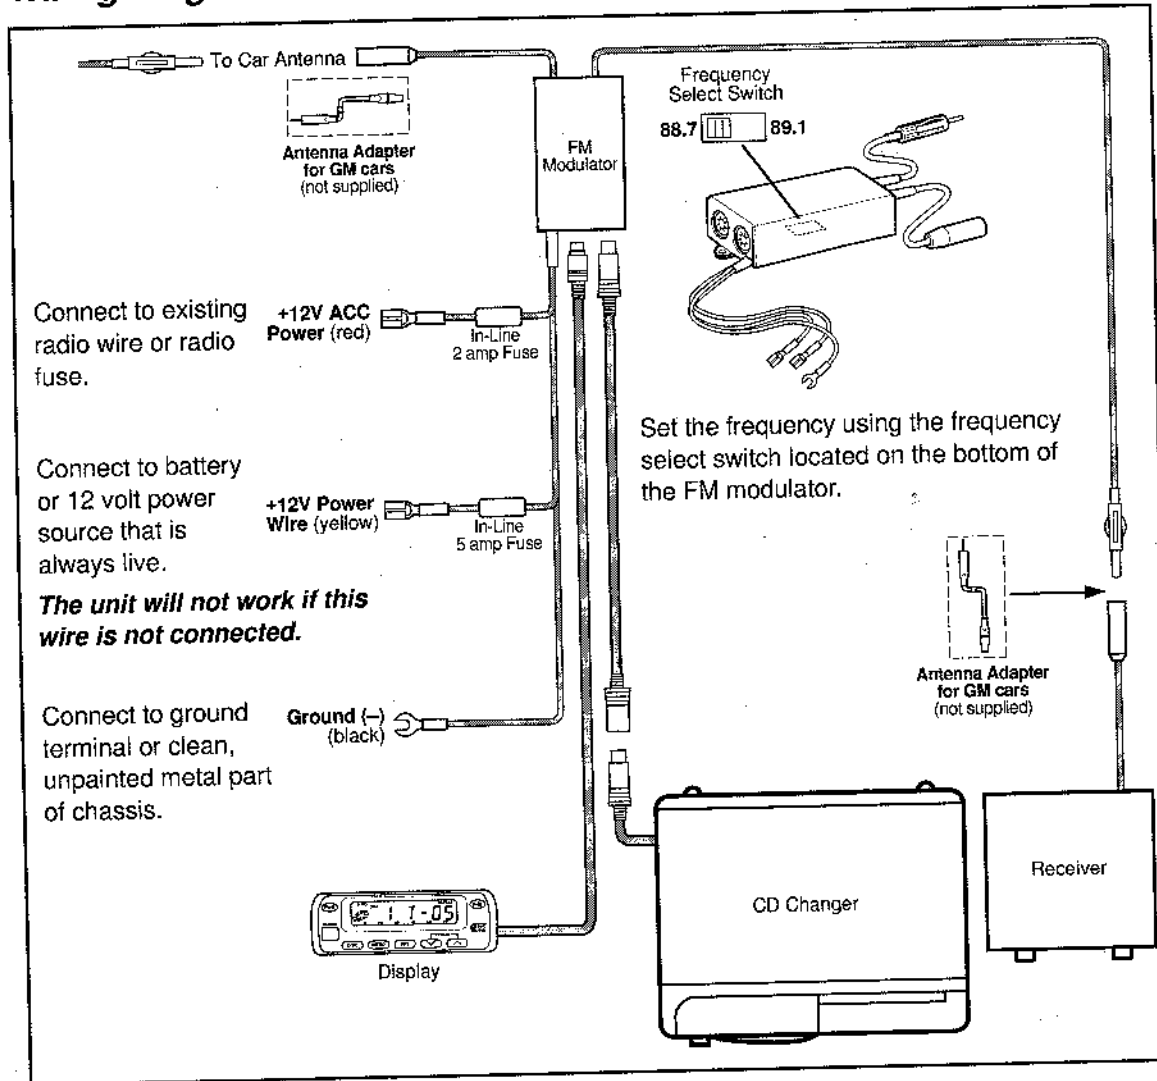 To Car Antenna
Antenna Adapter
for GM cars
(not supplied)
FM
Modulator
Frequency
Select Switch
88.7
89.1
Connect to existing
radio wire or radio
fuse.
+12V ACC
Power (red)
In-Line
2 amp Fuse
Set the frequency using the frequency
select switch located on the bottom of
the FM modulator.
Connect to battery
or 12 volt power
source that is
always live.
+12V Power
Wire (yellow)
In-Line
5 amp Fuse
The unit will not work if this
wire is not connected.
Antenna Adapter
for GM cars
(not supplied)
Connect to ground
terminal or clean,
unpainted metal part
of chassis.
Ground (–)
(black)
Receiver
CD Changer
1 T-05
Display